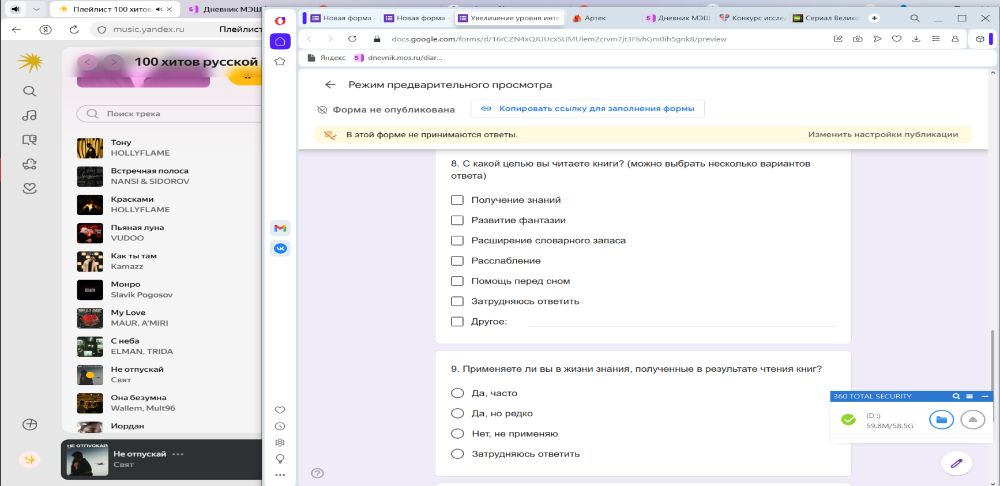 Плейлист 100 хитов
Дневник МЭШ
music.yandex.ru
Плейлист
100 хитов русской
Поиск трека
Тону
HOLLYFLAME
Встречная полоса
NANSI & SIDOROV
Красками
HOLLYFLAME
Пьяная луна
VUDOO
Как ты там
Kamazz
Монро
Slavik Pogosov
My Love
MAUR, A'MIRI
С неба
ELMAN, TRIDA
Не отпускай
Свят
Она безумна
Wallem, Mult96
Иордан
НЕ ОТПУСКАЙ
Не отпускай
Свят
Новая форма -
Новая форма -
Увеличение уровня инте
Артек
Дневник МЭШ
Конкурс исслед
Сериал Велико
docs.google.com/forms/d/16rCZN4xQJUUcxSUMUlem2crvm7jt3FlvhGm0ih5gnk8/preview
Яндекс
dnevnik.mos.ru/diar...
Режим предварительного просмотра
Форма не опубликована
Копировать ссылку для заполнения формы
В этой форме не принимаются ответы.
Изменить настройки публикации
8. С какой целью вы читаете книги? (можно выбрать несколько вариантов
ответа)
Получение знаний
Развитие фантазии
Расширение словарного запаса
Расслабление
Помощь перед сном
Затрудняюсь ответить
Другое:
9. Применяете ли вы в жизни знания, полученные в результате чтения книг?
Да, часто
Да, но редко
Нет, не применяю
Затрудняюсь ответить
360 TOTAL SECURITY
(D :)
59.8M/58.5G